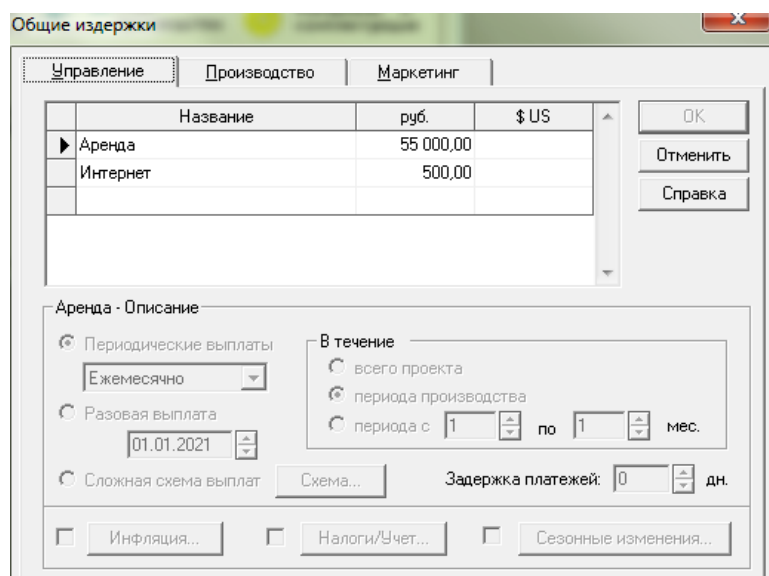 Общие издержки
Управление Производство Маркетинг
Название руб. $ US
Аренда 55 000,00
Интернет 500,00
OK
Отменить
Справка
Аренда - Описание
Периодические выплаты
Ежемесячно
Разовая выплата
01.01.2021
Сложная схема выплат Схема...
В течение
всего проекта
периода производства
периода с 1 по 1 мес.
Задержка платежей: 0 дн.
Инфляция... Налоги/Учет... Сезонные изменения...